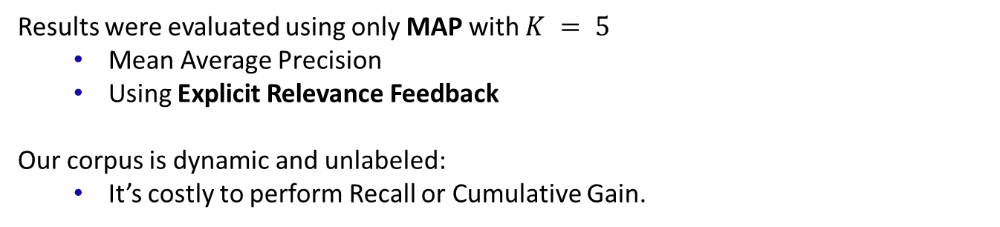 Results were evaluated using only MAP with K = 5
• Mean Average Precision
• Using Explicit Relevance Feedback
Our corpus is dynamic and unlabeled:
• It’s costly to perform Recall or Cumulative Gain.